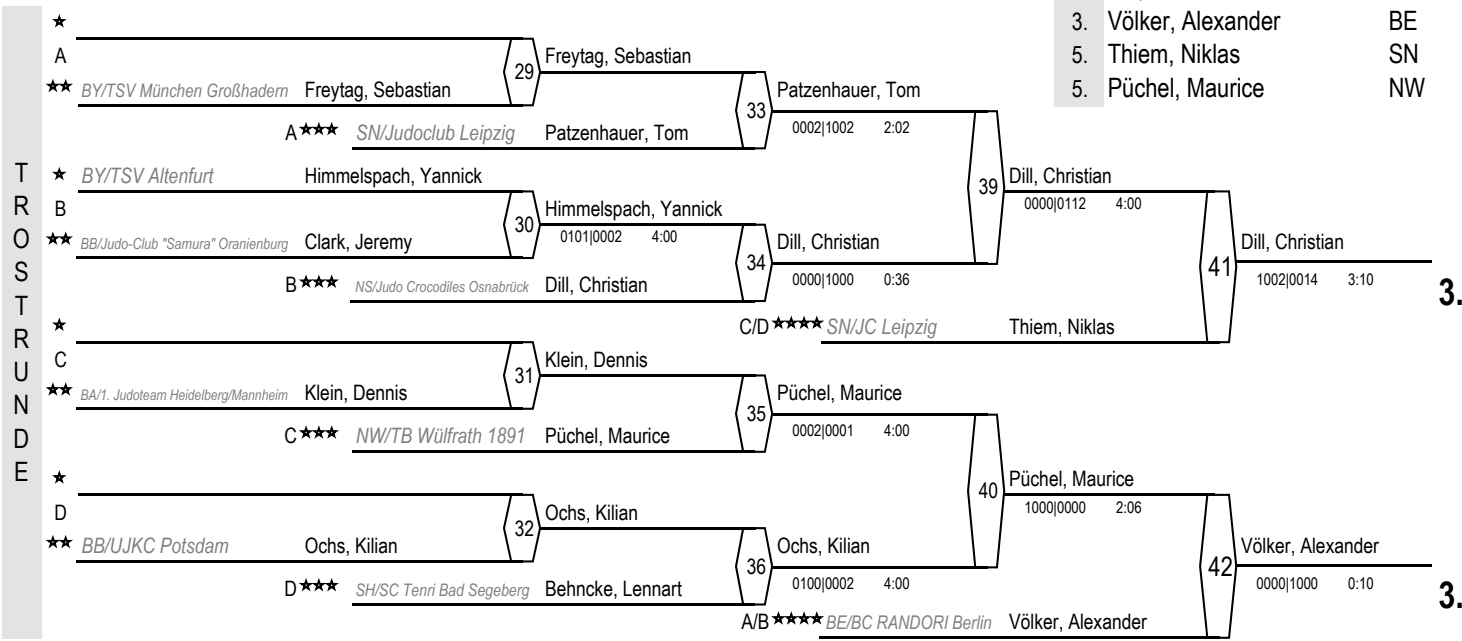 3. Völker, Alexander BE
5. Thiem, Niklas SN
5. Püchel, Maurice NW
TROSTRUNDE
A
BY/TSV München Großhadern Freytag, Sebastian
29
Freytag, Sebastian
A SN/Judoclub Leipzig Patzenhauer, Tom
33
Patzenhauer, Tom
0002|1002 2:02
BY/TSV Altenfurt Himmelspach, Yannick
B
BB/Judo-Club "Samura" Oranienburg Clark, Jeremy
30
Himmelspach, Yannick
0101|0002 4:00
B NS/Judo Crocodiles Osnabrück Dill, Christian
34
Dill, Christian
0000|1000 0:36
39
Dill, Christian
0000|0112 4:00
C/D SN/JC Leipzig Thiem, Niklas
41
Dill, Christian
1002|0014 3:10
3.
C
BA/1. Judoteam Heidelberg/Mannheim Klein, Dennis
31
Klein, Dennis
C NW/TB Wülfrath 1891 Püchel, Maurice
35
Püchel, Maurice
0002|0001 4:00
D
BB/UJKC Potsdam Ochs, Kilian
32
Ochs, Kilian
D SH/SC Tenri Bad Segeberg Behncke, Lennart
36
Ochs, Kilian
0100|0002 4:00
40
Püchel, Maurice
1000|0000 2:06
A/B BE/BC RANDORI Berlin Völker, Alexander
42
Völker, Alexander
0000|1000 0:10
3.